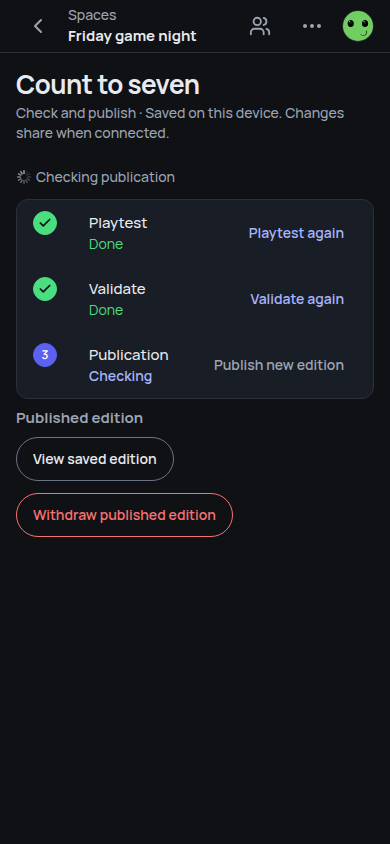 Spaces
Friday game night
Count to seven
Check and publish · Saved on this device. Changes
share when connected.
Checking publication
Playtest
Done
Playtest again
Validate
Done
Validate again
3
Publication
Checking
Publish new edition
Published edition
View saved edition
Withdraw published edition